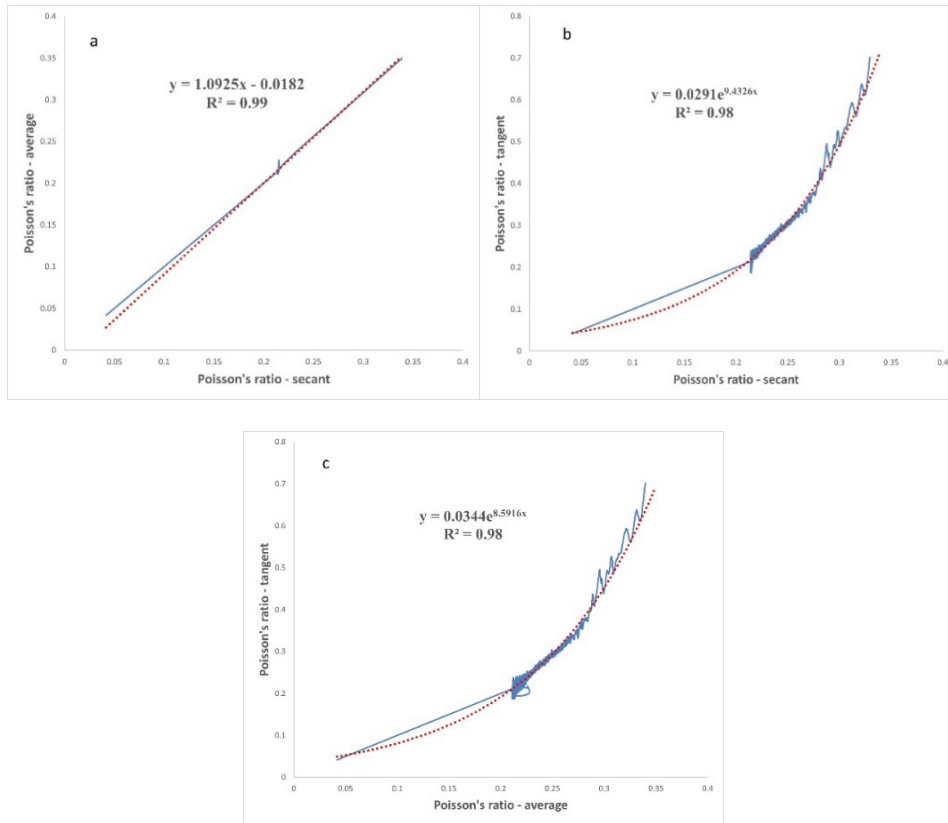 a
y = 1.0925x - 0.0182
R² = 0.99
Poisson's ratio - average
0.4
0.35
0.3
0.25
0.2
0.15
0.1
0.05
0
0 0.05 0.1 0.15 0.2 0.25 0.3 0.35 0.4
Poisson's ratio - secant
b
y = 0.0291e^9.4326x
R² = 0.98
Poisson's ratio - tangent
0.8
0.7
0.6
0.5
0.4
0.3
0.2
0.1
0
0 0.05 0.1 0.15 0.2 0.25 0.3 0.35 0.4
Poisson's ratio - secant
c
y = 0.0344e^8.5916x
R² = 0.98
Poisson's ratio - tangent
0.8
0.7
0.6
0.5
0.4
0.3
0.2
0.1
0
0 0.05 0.1 0.15 0.2 0.25 0.3 0.35 0.4
Poisson's ratio - average